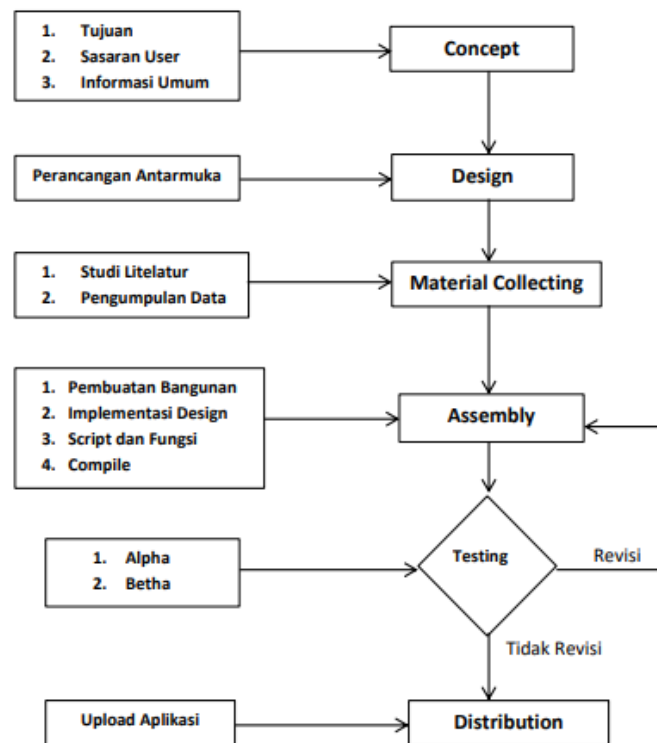 1. Tujuan
2. Sasaran User
3. Informasi Umum
Concept
Perancangan Antarmuka
Design
1. Studi Litelatur
2. Pengumpulan Data
Material Collecting
1. Pembuatan Bangunan
2. Implementasi Design
3. Script dan Fungsi
4. Compile
Assembly
1. Alpha
2. Betha
Testing
Revisi
Tidak Revisi
Upload Aplikasi
Distribution